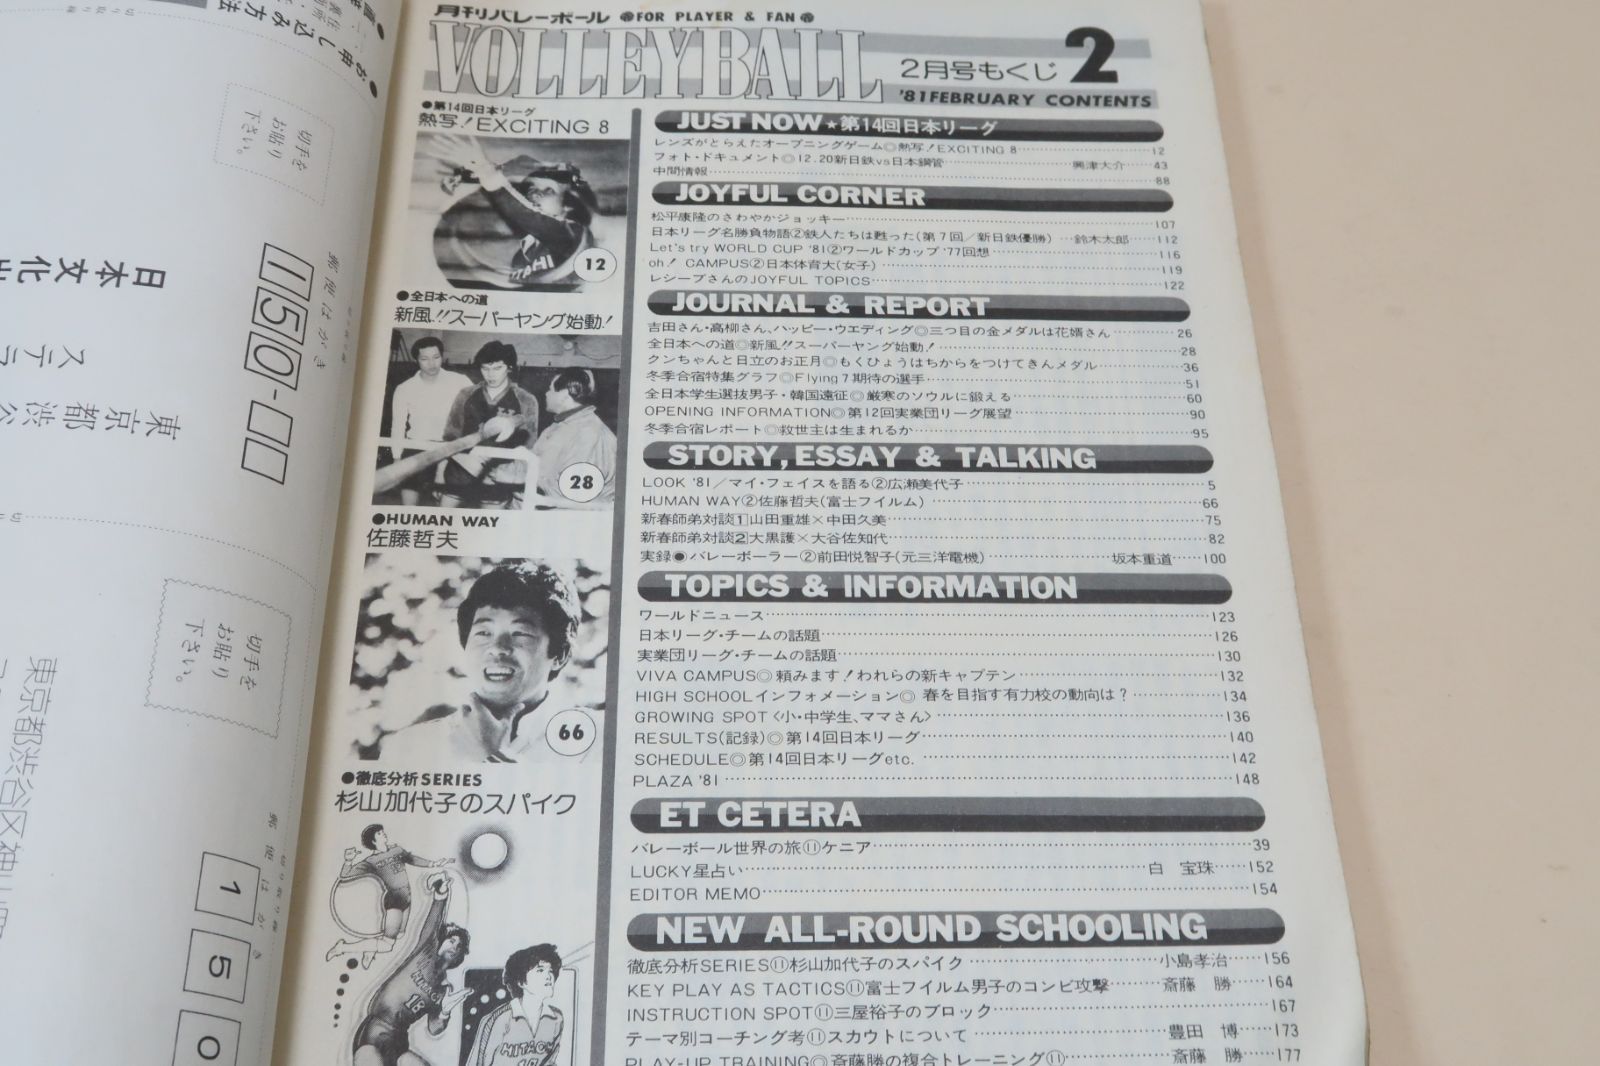 月刊バレーボール FOR PLAYER & FAN
VOLLEYBALL
2月号もくじ 2
'81 FEBRUARY CONTENTS
●第14回日本リーグ
熱写!EXCITING 8
12
●全日本への道
新風!!スーパーヤング始動!
28
●HUMAN WAY
佐藤哲夫
66
●徹底分析SERIES
杉山加代子のスパイク
JUST NOW★第14回日本リーグ
レンズがとらえたオープニングゲーム◎熱写!EXCITING 8 12
フォト・ドキュメント◎12.20新日鉄vs日本鋼管 興津大介 43
中間情報 88
JOYFUL CORNER
松平康隆のさわやかジョッキー 107
日本リーグ名勝負物語②鉄人たちは甦った(第7回/新日鉄優勝) 鈴木太郎 112
Let's try WORLD CUP '81②ワールドカップ'77回想 116
oh! CAMPUS②日本体育大(女子) 119
レシーブさんのJOYFUL TOPICS 122
JOURNAL & REPORT
吉田さん・高柳さん、ハッピー・ウエディング◎三つ目の金メダルは花婿さん 26
全日本への道◎新風!!スーパーヤング始動! 28
クンちゃんと日立のお正月◎もくひょうはちからをつけてきんメダル 36
冬季合宿特集グラフ◎Flying 7期待の選手 51
全日本学生選抜男子・韓国遠征◎厳寒のソウルに鍛える 60
OPENING INFORMATION◎第12回実業団リーグ展望 90
冬季合宿レポート◎救世主は生まれるか 95
STORY, ESSAY & TALKING
LOOK '81/マイ・フェイスを語る②広瀬美代子 5
HUMAN WAY②佐藤哲夫(富士フイルム) 66
新春師弟対談1山田重雄×中田久美 75
新春師弟対談2大黒護×大谷佐知代 82
実録●バレーボーラー②前田悦智子(元三洋電機) 坂本重道 100
TOPICS & INFORMATION
ワールドニュース 123
日本リーグ・チームの話題 126
実業団リーグ・チームの話題 130
VIVA CAMPUS◎頼みます!われらの新キャプテン 132
HIGH SCHOOLインフォメーション◎春を目指す有力校の動向は? 134
GROWING SPOT〈小・中学生、ママさん〉 136
RESULTS(記録)◎第14回日本リーグ 140
SCHEDULE◎第14回日本リーグetc. 142
PLAZA '81 148
ET CETERA
バレーボール世界の旅⑪ケニア 39
LUCKY星占い 白 宝珠 152
EDITOR MEMO 154
NEW ALL-ROUND SCHOOLING
徹底分析SERIES⑪杉山加代子のスパイク 小島孝治 156
KEY PLAY AS TACTICS⑪富士フイルム男子のコンビ攻撃 斎藤 勝 164
INSTRUCTION SPOT⑪三屋裕子のブロック 167
テーマ別コーチング考⑪スカウトについて 豊田 博 173
PLAY-UP TRAINING◎斎藤勝の複合トレーニング⑪ 斎藤 勝 177
●お申し込み方法
切手をお貼り下さい。
郵便はがき
150-
日本文化出
東京都渋谷
切手をお貼り下さい。
郵便はがき
150
東京都渋谷区神